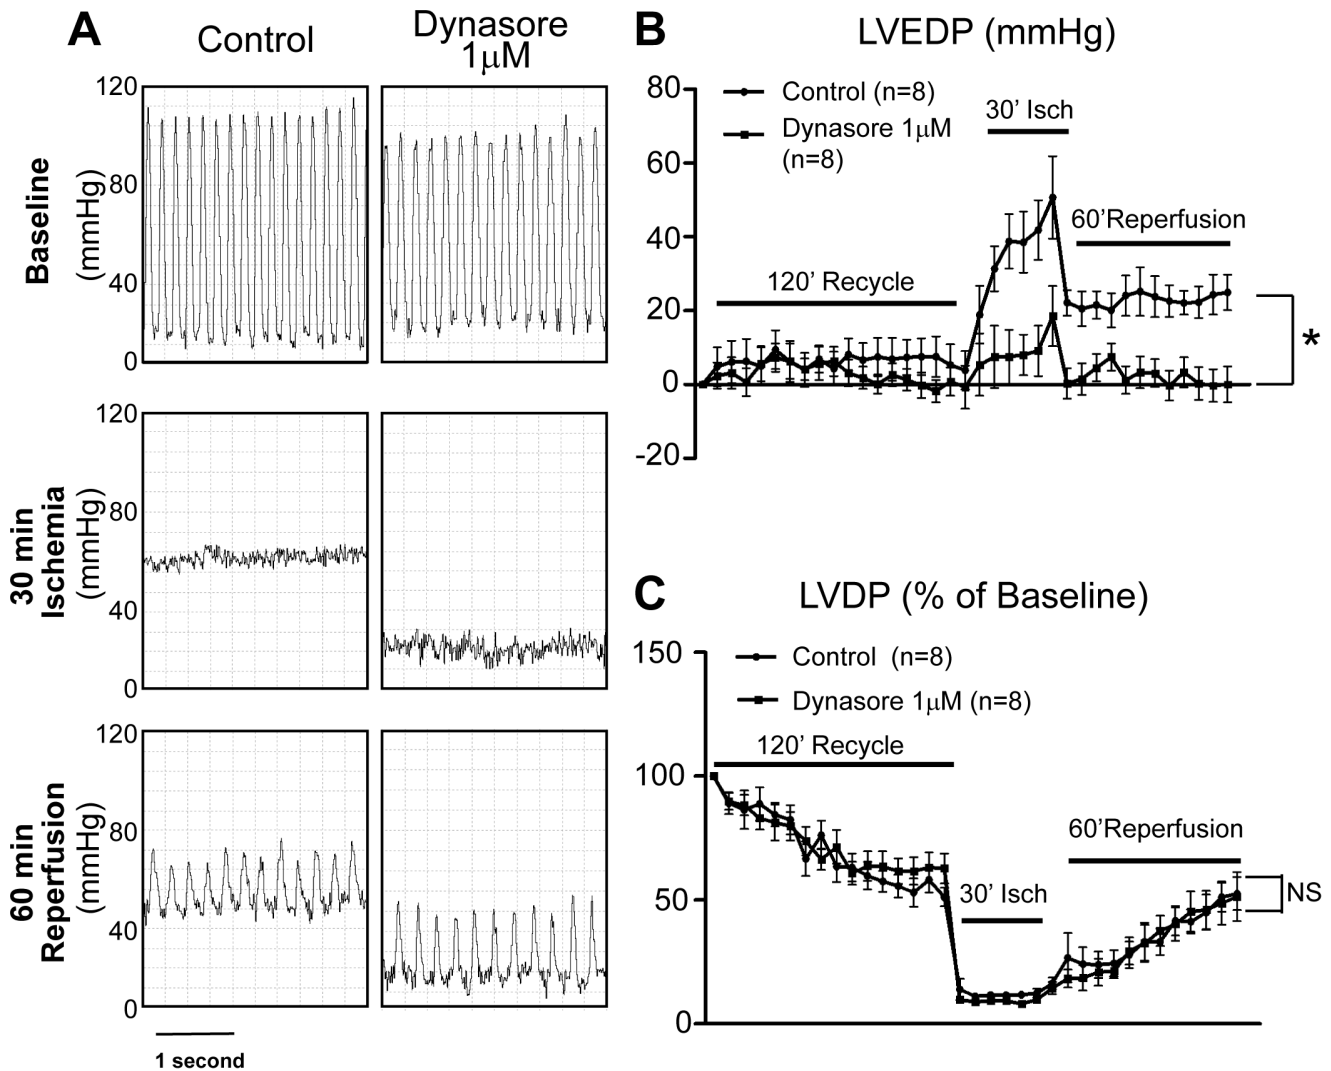 A
Control
Dynasore
1μM
Baseline
(mmHg)
120
80
40
0
30 min
Ischemia
(mmHg)
120
80
40
0
60 min
Reperfusion
(mmHg)
120
80
40
0
1 second
B
LVEDP (mmHg)
80
60
40
20
0
-20
Control (n=8)
Dynasore 1μM
(n=8)
30’ Isch
60’Reperfusion
120’ Recycle
*
C
LVDP (% of Baseline)
150
100
50
0
Control (n=8)
Dynasore 1μM (n=8)
120’ Recycle
60’Reperfusion
30’ Isch
NS